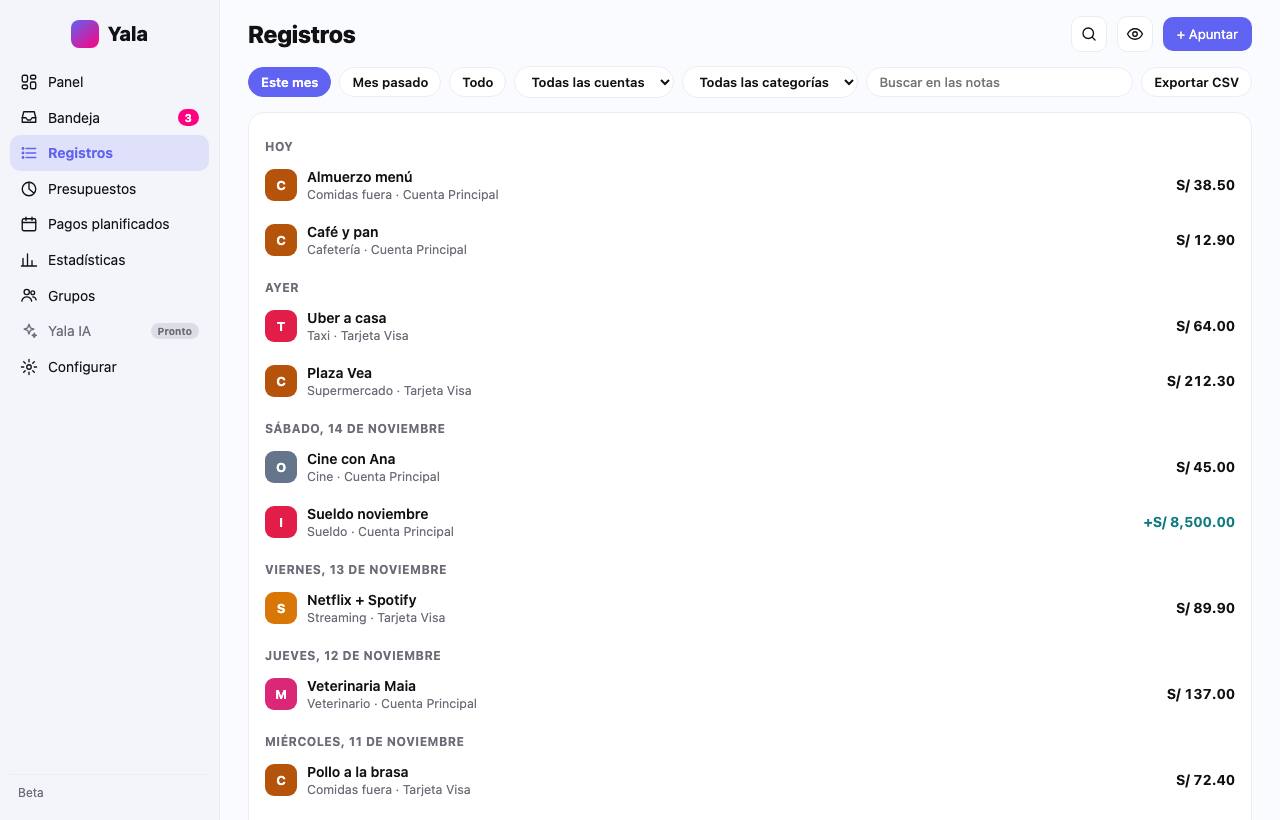 Yala
Panel
Bandeja 3
Registros
Presupuestos
Pagos planificados
Estadísticas
Grupos
Yala IA Pronto
Configurar
Beta
Registros
+ Apuntar
Este mes Mes pasado Todo Todas las cuentas Todas las categorías Buscar en las notas Exportar CSV
HOY
C Almuerzo menú S/ 38.50
Comidas fuera · Cuenta Principal
C Café y pan S/ 12.90
Cafetería · Cuenta Principal
AYER
T Uber a casa S/ 64.00
Taxi · Tarjeta Visa
C Plaza Vea S/ 212.30
Supermercado · Tarjeta Visa
SÁBADO, 14 DE NOVIEMBRE
O Cine con Ana S/ 45.00
Cine · Cuenta Principal
I Sueldo noviembre +S/ 8,500.00
Sueldo · Cuenta Principal
VIERNES, 13 DE NOVIEMBRE
S Netflix + Spotify S/ 89.90
Streaming · Tarjeta Visa
JUEVES, 12 DE NOVIEMBRE
M Veterinaria Maia S/ 137.00
Veterinario · Cuenta Principal
MIÉRCOLES, 11 DE NOVIEMBRE
C Pollo a la brasa S/ 72.40
Comidas fuera · Tarjeta Visa